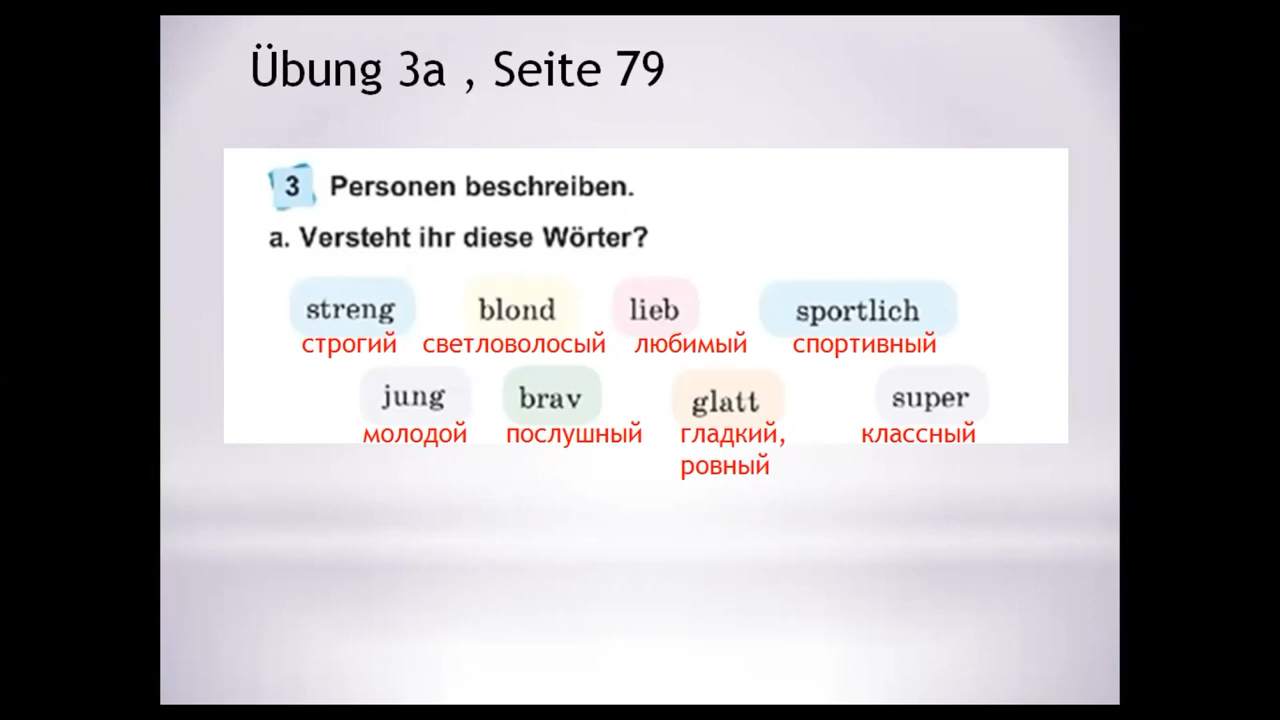 Übung 3a , Seite 79
3 Personen beschreiben.
a. Versteht ihr diese Wörter?
streng blond lieb sportlich
строгий светловолосый любимый спортивный
jung brav glatt super
молодой послушный гладкий, классный
ровный